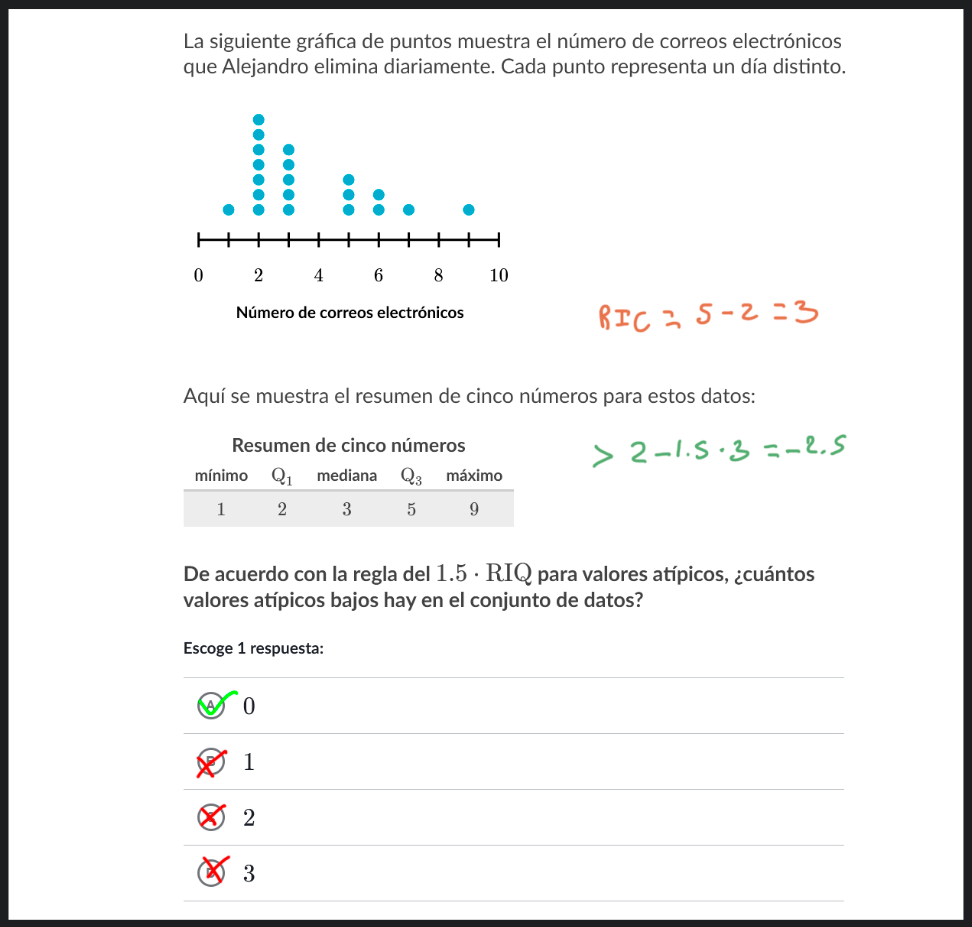 La siguiente gráfica de puntos muestra el número de correos electrónicos
que Alejandro elimina diariamente. Cada punto representa un día distinto.
0 2 4 6 8 10
Número de correos electrónicos
RIC = 5 - 2 = 3
Aquí se muestra el resumen de cinco números para estos datos:
> 2 - 1.5 · 3 = -2.5
Resumen de cinco números
mínimo Q₁ mediana Q₃ máximo
1 2 3 5 9
De acuerdo con la regla del 1.5 · RIQ para valores atípicos, ¿cuántos
valores atípicos bajos hay en el conjunto de datos?
Escoge 1 respuesta:
A 0
B 1
2
D 3